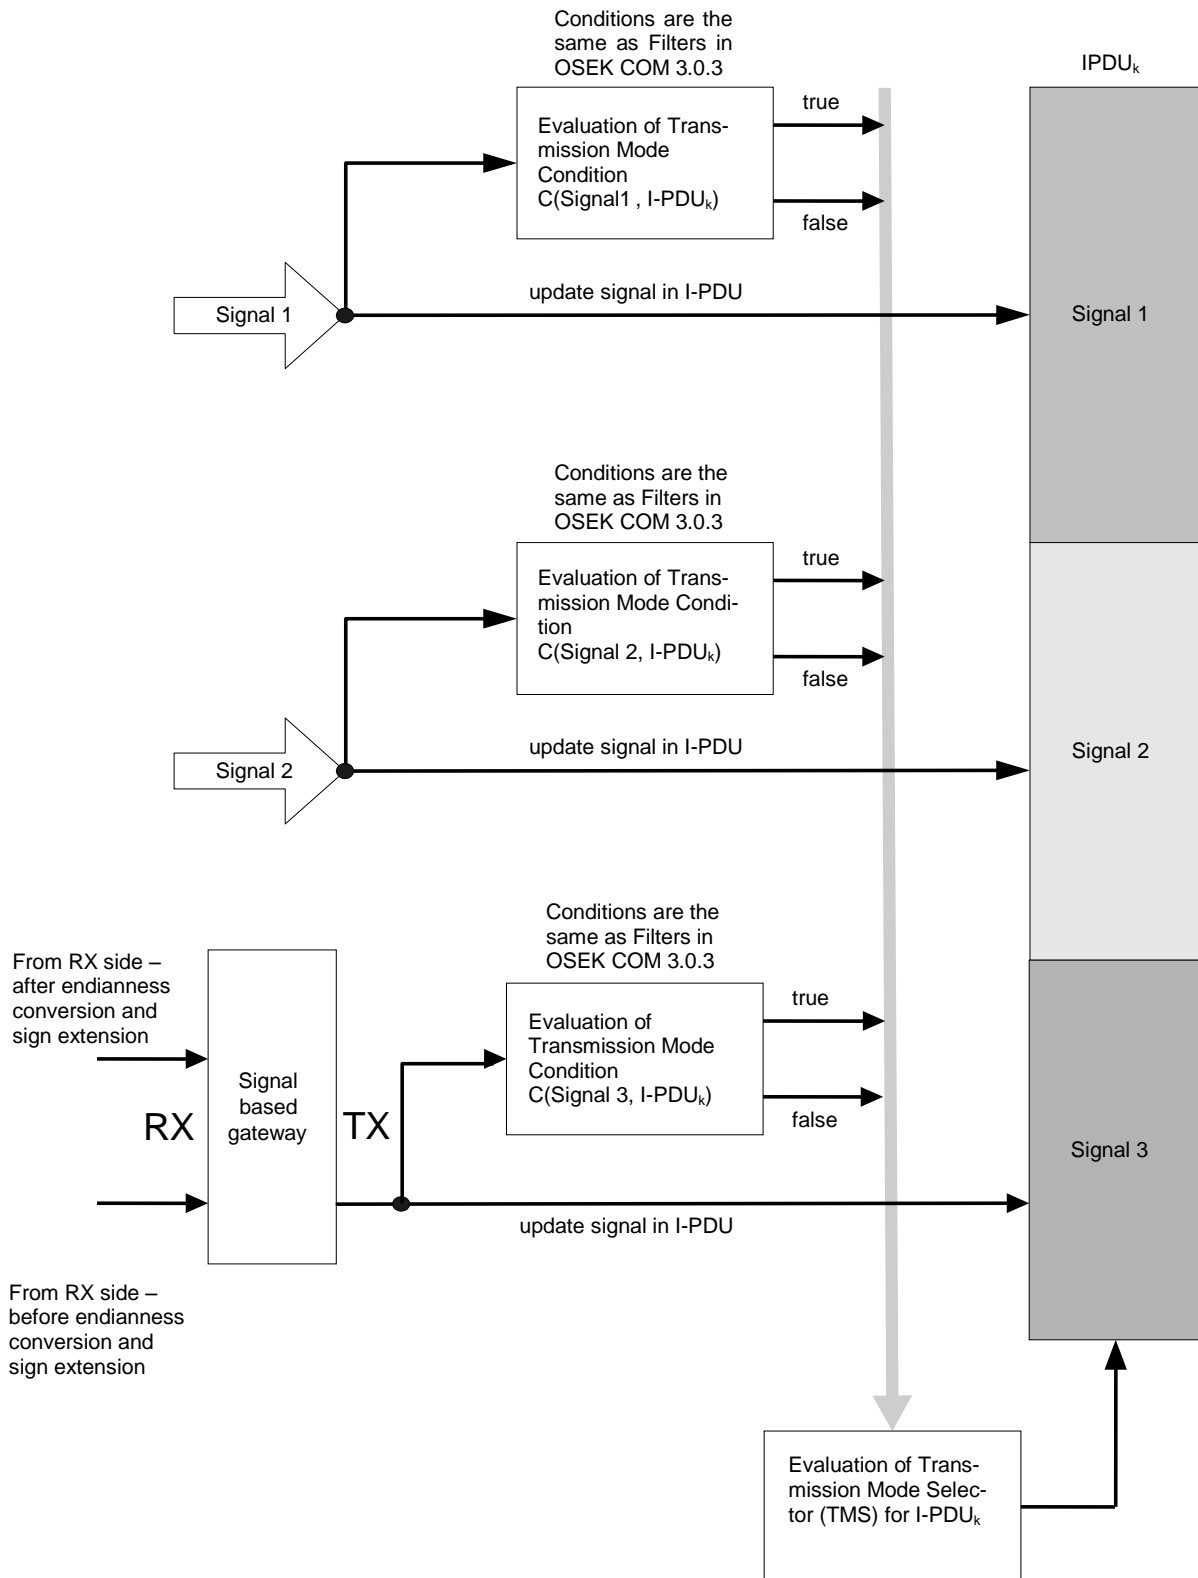 Conditions are the
same as Filters in
OSEK COM 3.0.3
IPDUk
true
Evaluation of Trans-
mission Mode
Condition
C(Signal1 , I-PDUk)
false
update signal in I-PDU
Signal 1
Signal 1
Conditions are the
same as Filters in
OSEK COM 3.0.3
true
Evaluation of Trans-
mission Mode Condi-
tion
C(Signal 2, I-PDUk)
false
update signal in I-PDU
Signal 2
Signal 2
Conditions are the
same as Filters in
OSEK COM 3.0.3
From RX side –
after endianness
conversion and
sign extension
true
Evaluation of
Transmission Mode
Condition
C(Signal 3, I-PDUk)
false
Signal
based
gateway
RX
TX
Signal 3
update signal in I-PDU
From RX side –
before endianness
conversion and
sign extension
Evaluation of Trans-
mission Mode Selec-
tor (TMS) for I-PDUk